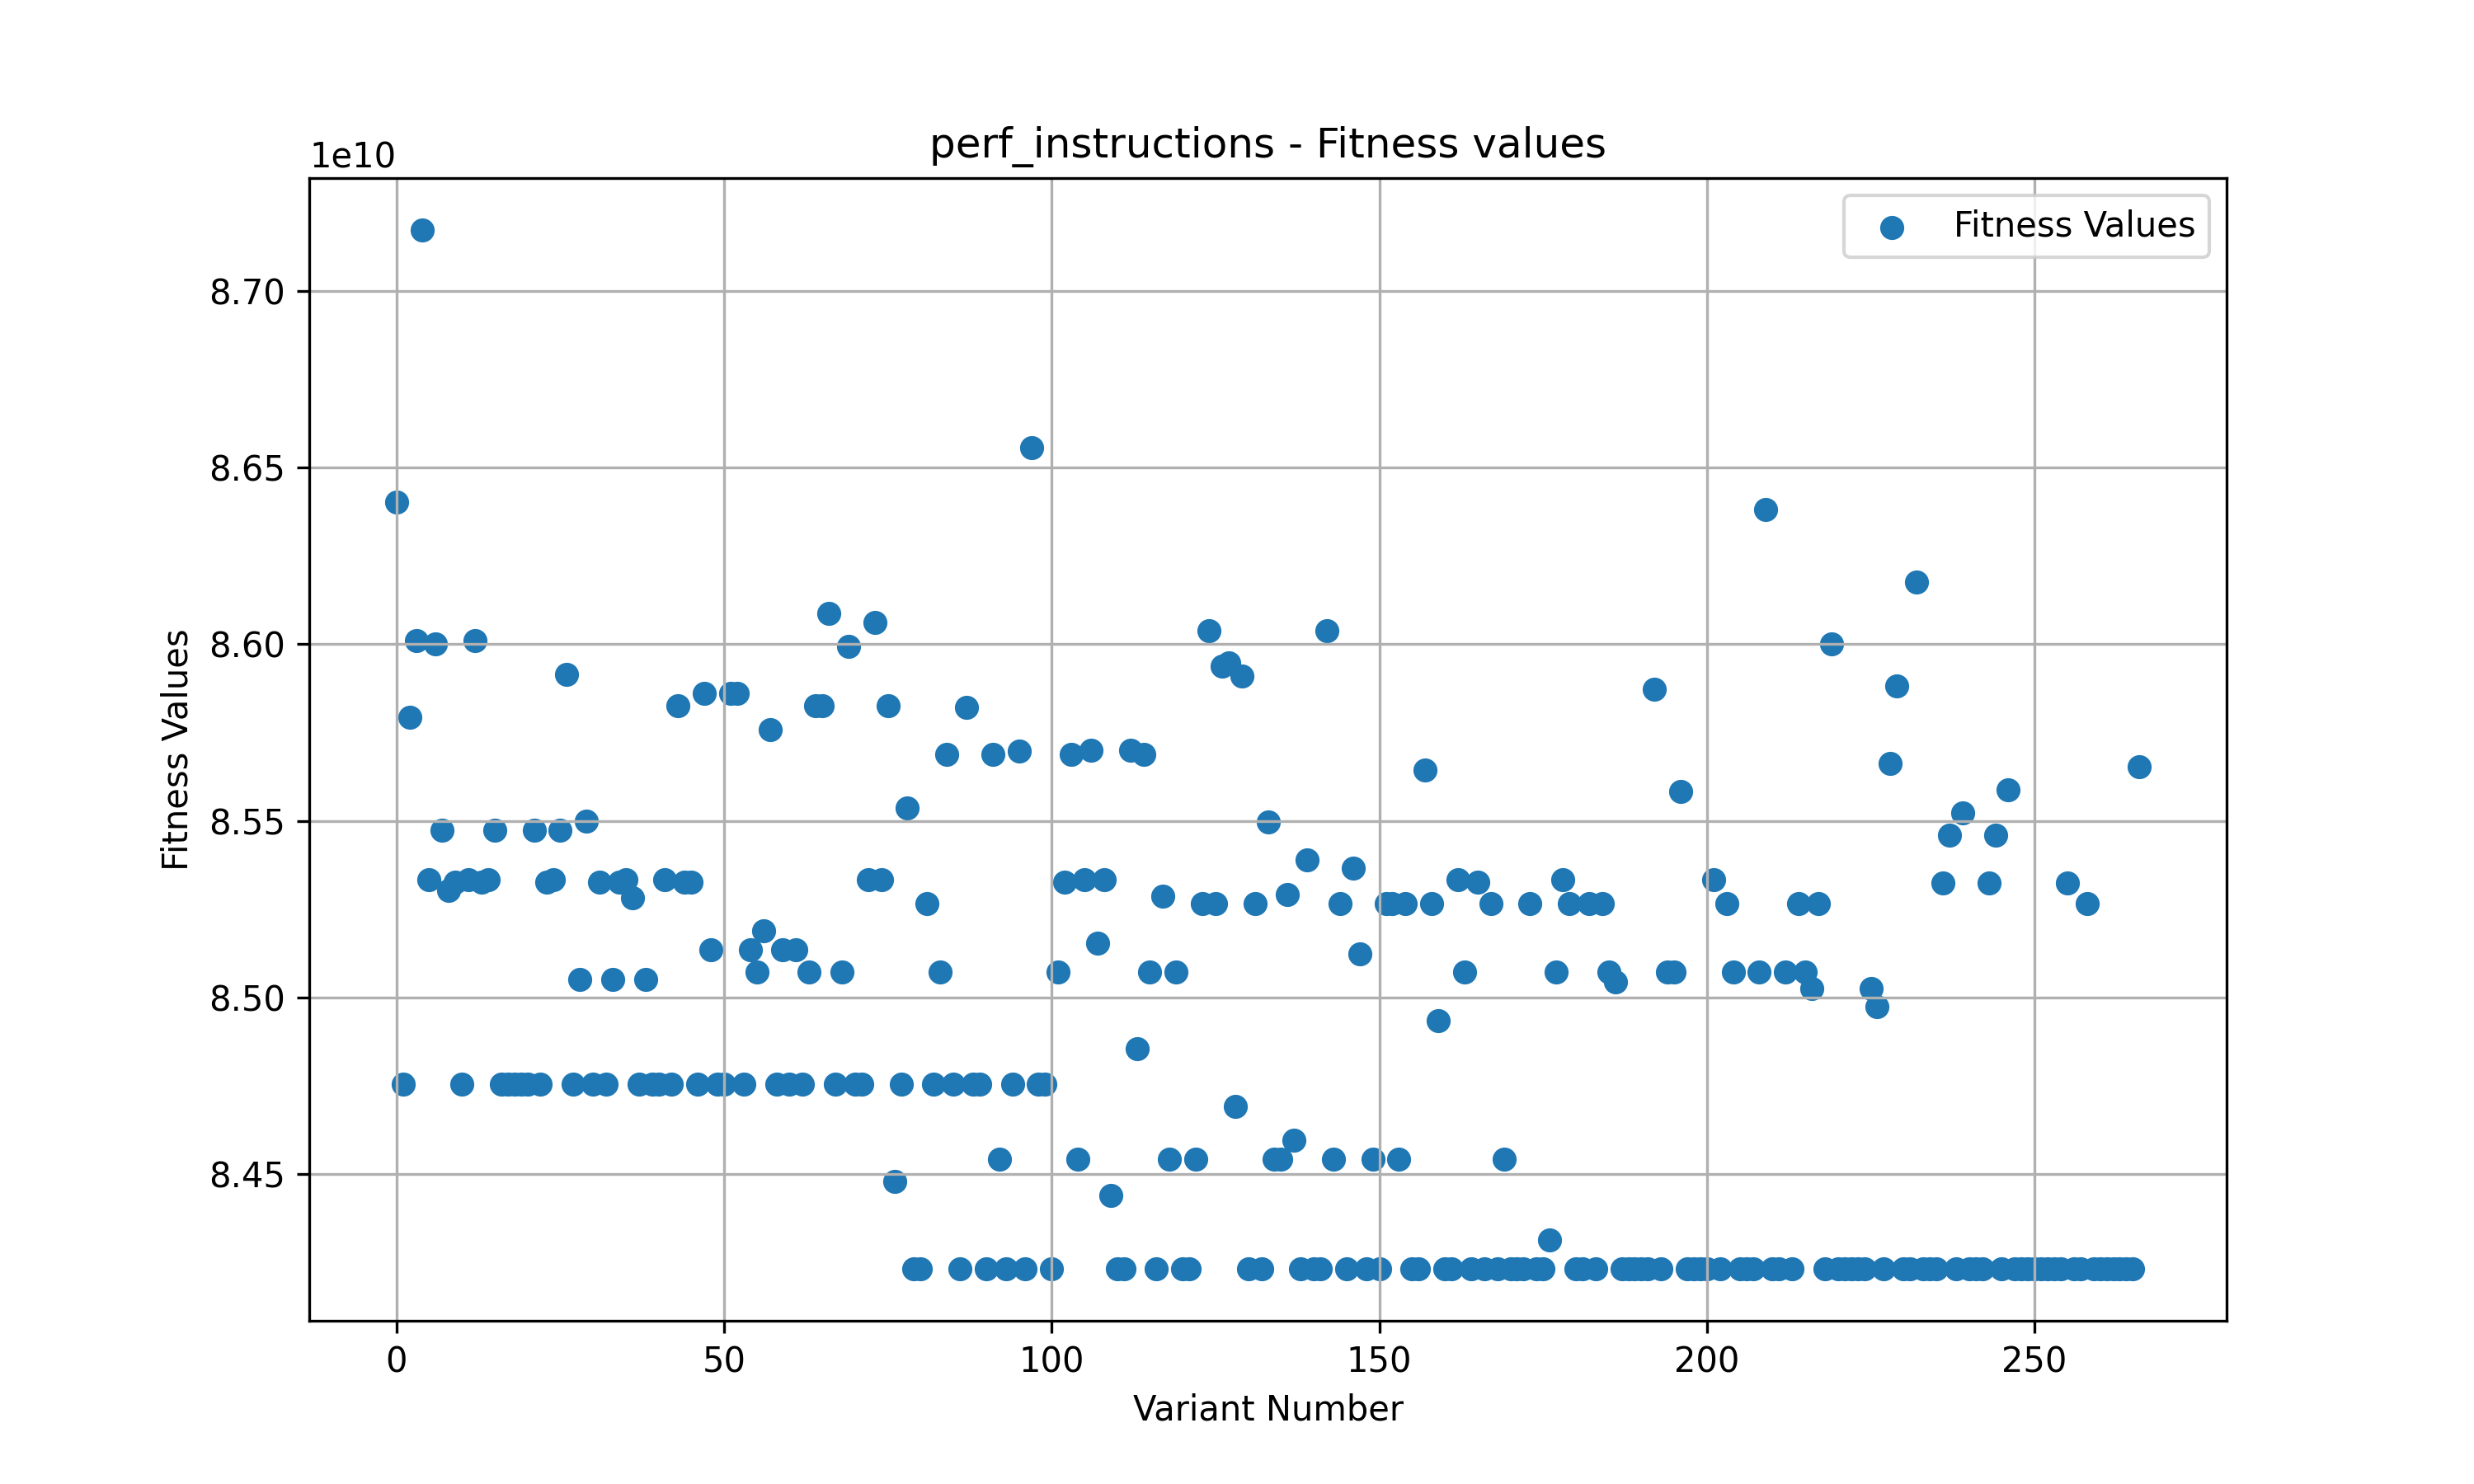 perf_instructions - Fitness values
1e10
Fitness Values
8.70
8.65
8.60
8.55
8.50
8.45
Fitness Values
0 50 100 150 200 250
Variant Number